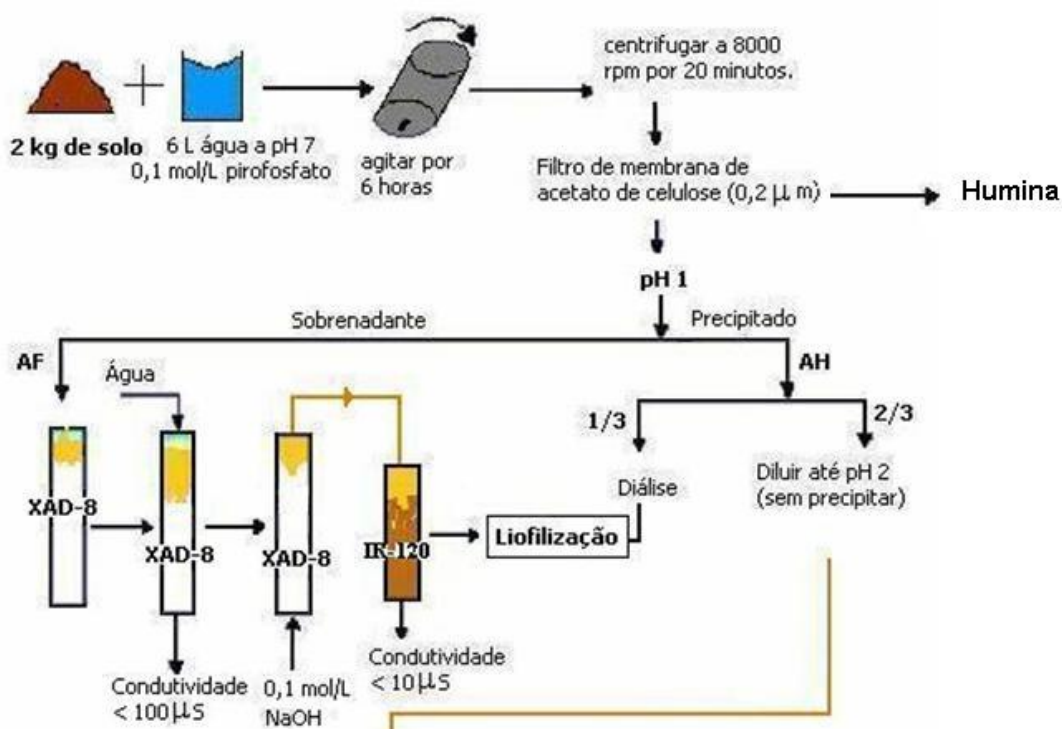 2 kg de solo
6 L água a pH 7
0,1 mol/L pirofosfato
agitar por
6 horas
centrifugar a 8000
rpm por 20 minutos.
Filtro de membrana de
acetato de celulose (0,2 μ m)
Humina
pH 1
Sobrenadante
Precipitado
AF
AH
Água
1/3
2/3
Diálise
Diluir até pH 2
(sem precipitar)
XAD-8
XAD-8
XAD-8
IR-120
Liofilização
Condutividade
< 100 μS
0,1 mol/L
NaOH
Condutividade
< 10 μS